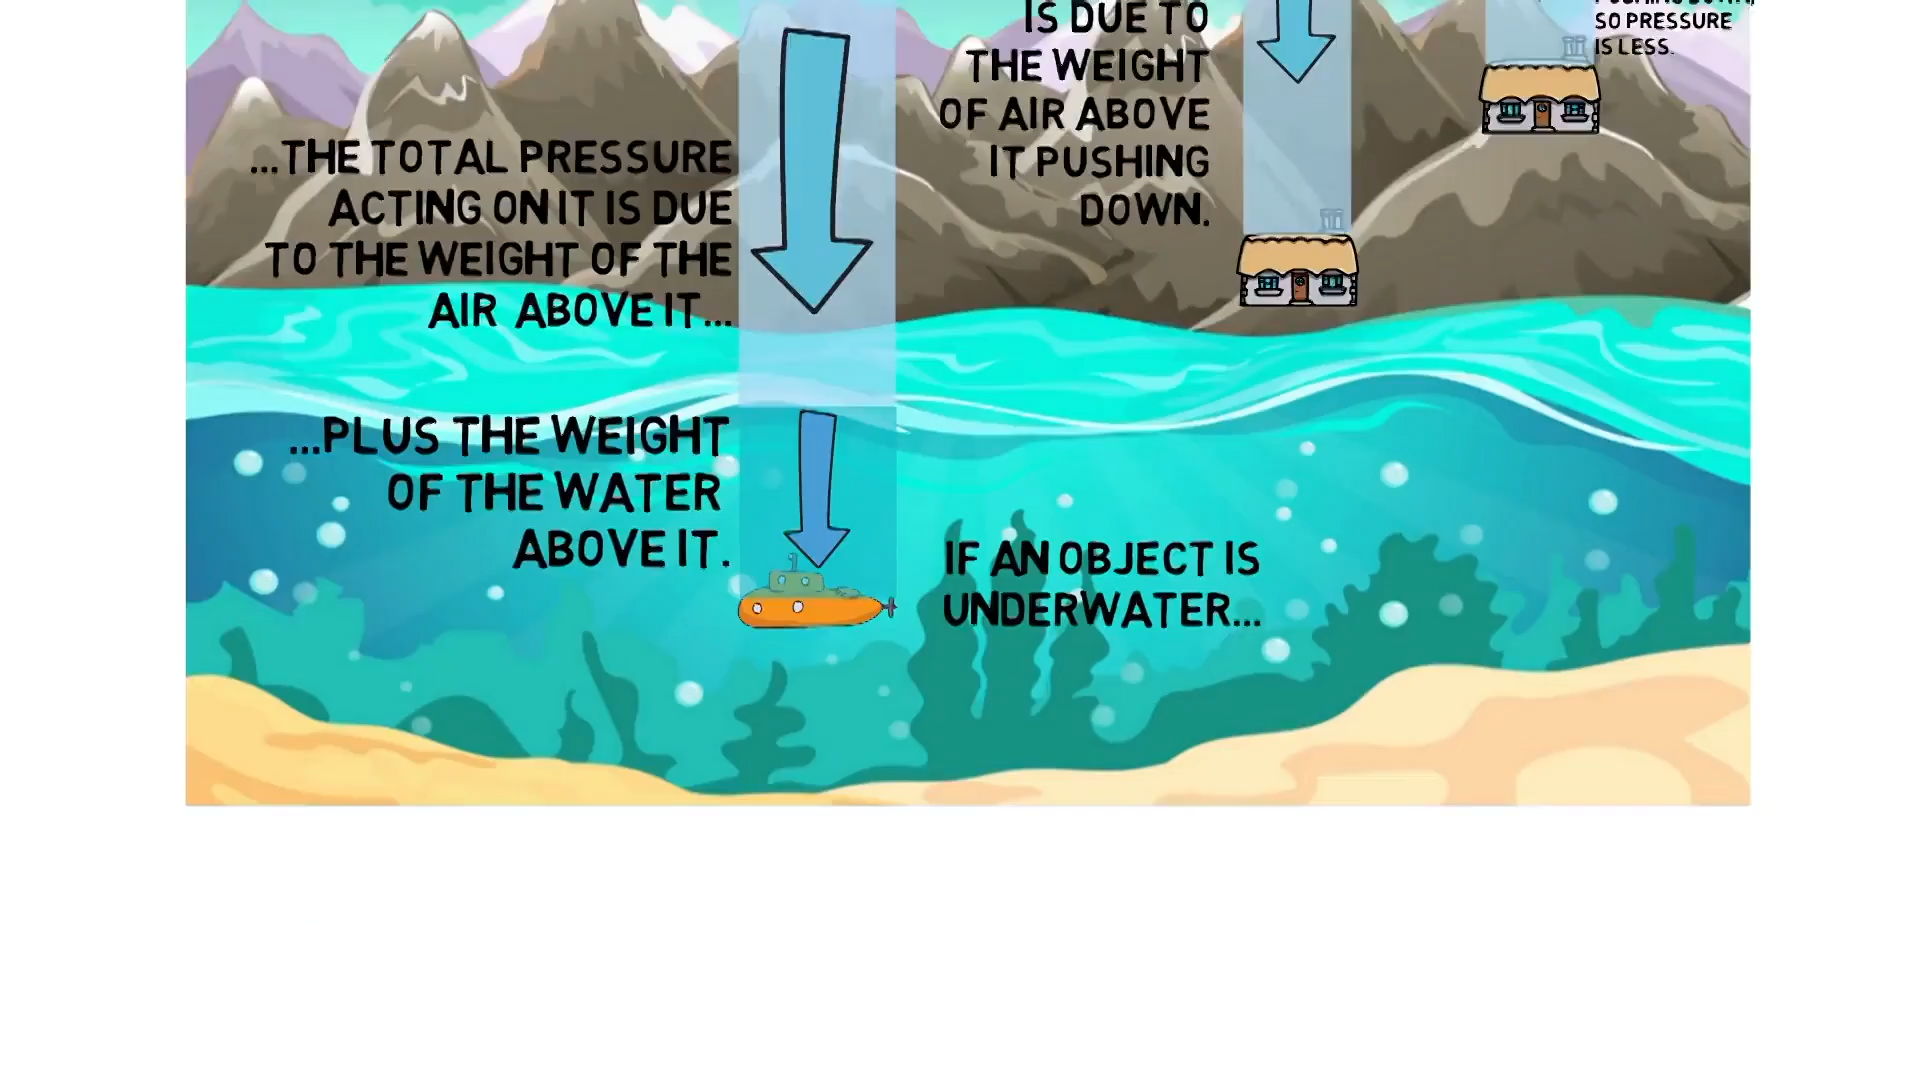 IS DUE TO
THE WEIGHT
OF AIR ABOVE
IT PUSHING
DOWN.
SO PRESSURE
IS LESS.
IF AN OBJECT IS
UNDERWATER...
...THE TOTAL PRESSURE
ACTING ON IT IS DUE
TO THE WEIGHT OF THE
AIR ABOVE IT...
...PLUS THE WEIGHT
OF THE WATER
ABOVE IT.